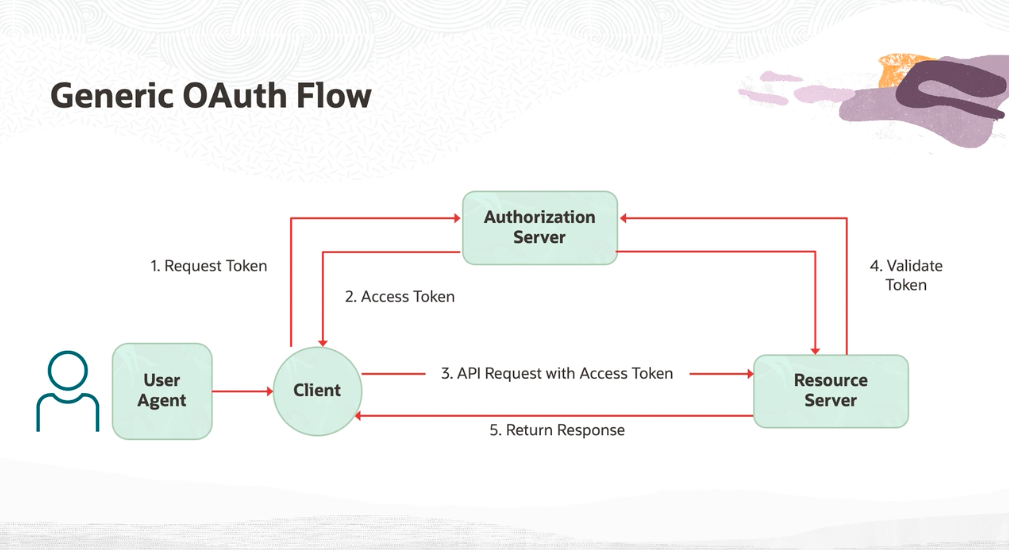 Generic OAuth Flow
Authorization
Server
1. Request Token
2. Access Token
4. Validate
Token
User
Agent
Client
3. API Request with Access Token
Resource
Server
5. Return Response